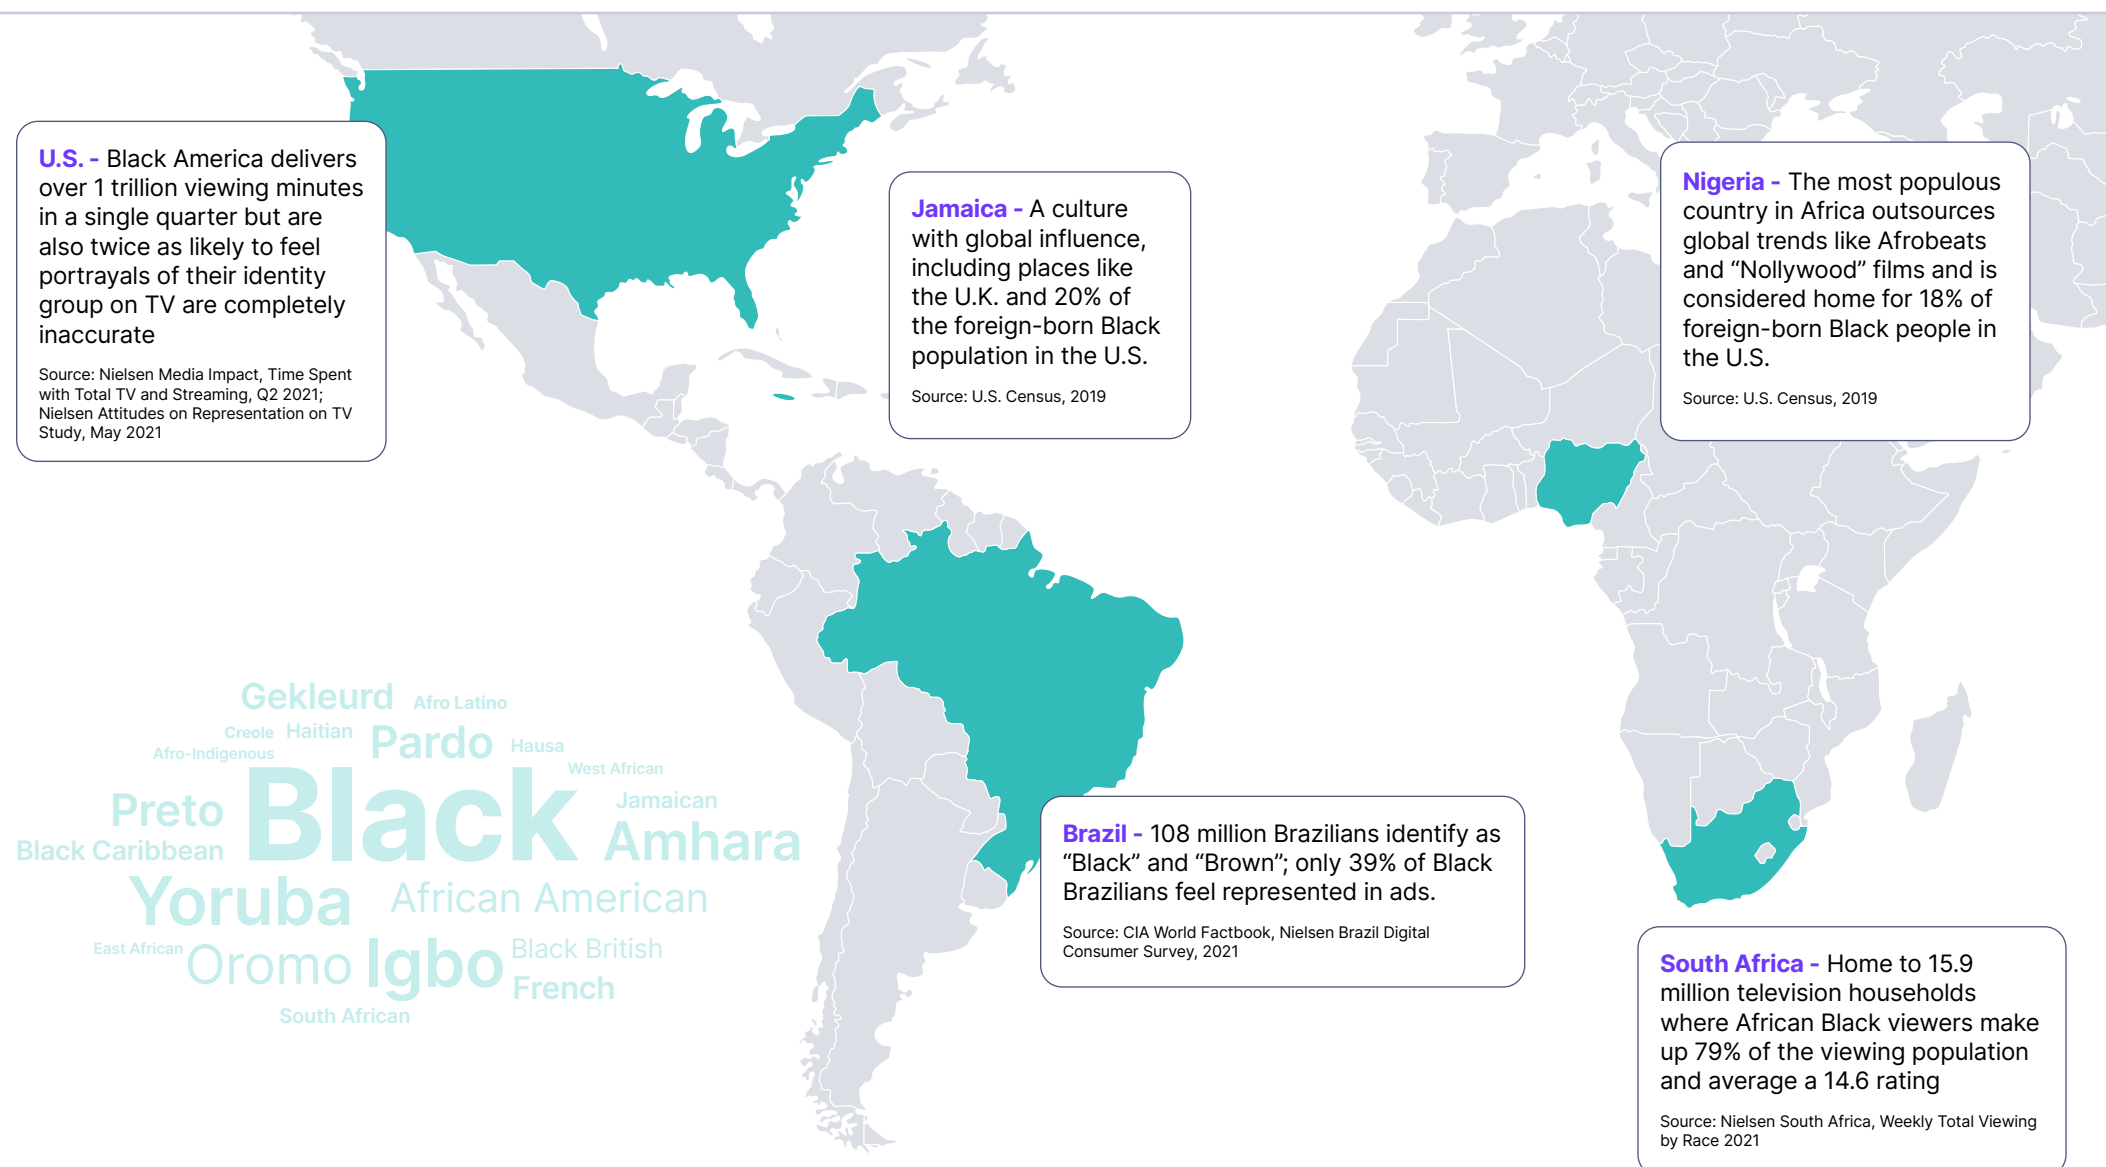 U.S. - Black America delivers
over 1 trillion viewing minutes
in a single quarter but are
also twice as likely to feel
portrayals of their identity
group on TV are completely
inaccurate
Source: Nielsen Media Impact, Time Spent
with Total TV and Streaming, Q2 2021;
Nielsen Attitudes on Representation on TV
Study, May 2021
Jamaica - A culture
with global influence,
including places like
the U.K. and 20% of
the foreign-born Black
population in the U.S.
Source: U.S. Census, 2019
Nigeria - The most populous
country in Africa outsources
global trends like Afrobeats
and “Nollywood” films and is
considered home for 18% of
foreign-born Black people in
the U.S.
Source: U.S. Census, 2019
Gekleurd Afro Latino
Creole Haitian Pardo Hausa
Afro-Indigenous
West African
Preto Black Jamaican
Black Caribbean Amhara
Yoruba African American
East African Oromo Igbo Black British
French
South African
Brazil - 108 million Brazilians identify as
“Black” and “Brown”; only 39% of Black
Brazilians feel represented in ads.
Source: CIA World Factbook, Nielsen Brazil Digital
Consumer Survey, 2021
South Africa - Home to 15.9
million television households
where African Black viewers make
up 79% of the viewing population
and average a 14.6 rating
Source: Nielsen South Africa, Weekly Total Viewing
by Race 2021